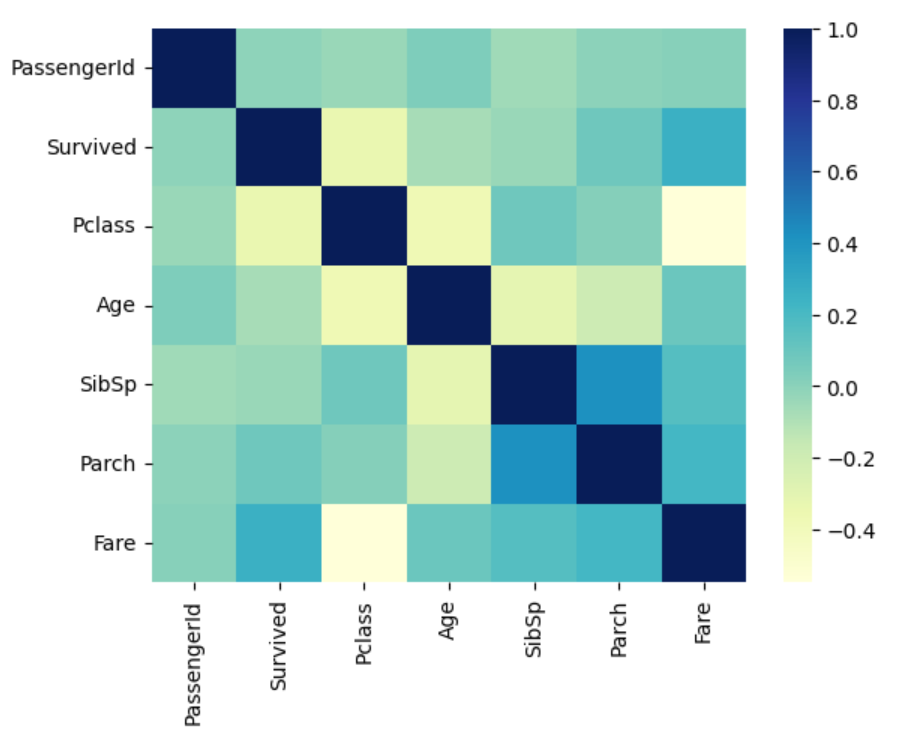 PassengerId
Survived
Pclass
Age
SibSp
Parch
Fare
PassengerId
Survived
Pclass
Age
SibSp
Parch
Fare
1.0
0.8
0.6
0.4
0.2
0.0
−0.2
−0.4